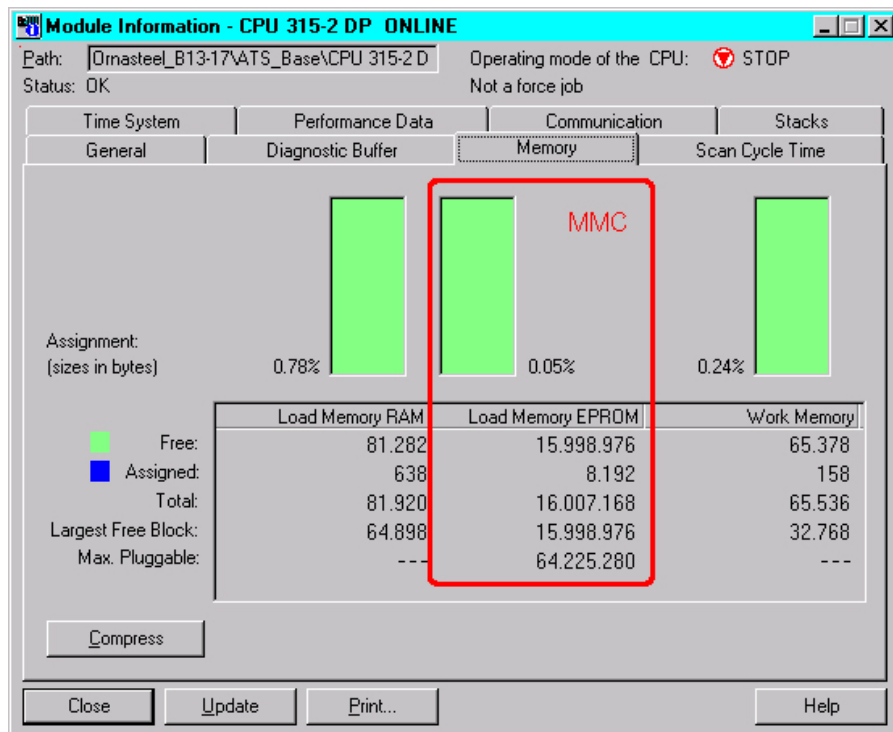 Module Information - CPU 315-2 DP  ONLINE
Path: Ornasteel_B13-17\ATS_Base\CPU 315-2 D Operating mode of the CPU: STOP
Status: OK Not a force job
Time System Performance Data Communication Stacks
General Diagnostic Buffer Memory Scan Cycle Time
MMC
Assignment:
(sizes in bytes) 0.78% 0.05% 0.24%
Load Memory RAM Load Memory EPROM Work Memory
Free: 81.282 15.998.976 65.378
Assigned: 638 8.192 158
Total: 81.920 16.007.168 65.536
Largest Free Block: 64.898 15.998.976 32.768
Max. Pluggable: --- 64.225.280 ---
Compress
Close Update Print... Help